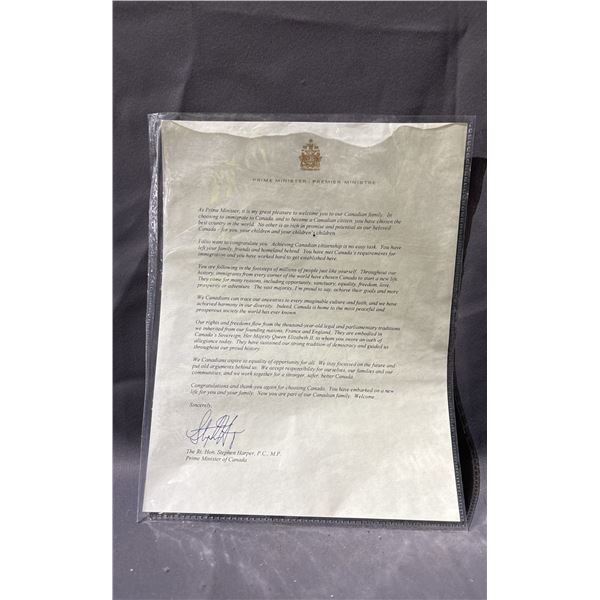 PRIME MINISTER · PREMIER MINISTRE
As Prime Minister, it is my great pleasure to welcome you to our Canadian family. In
choosing to immigrate to Canada, and to become a Canadian citizen, you have chosen the
best country in the world. No other is as rich in promise and potential as our beloved
Canada – for you, your children and your children's children.
I also want to congratulate you. Achieving Canadian citizenship is no easy task. You have
left your family, friends and homeland behind. You have met Canada's requirements for
immigration and you have worked hard to get established here.
You are following in the footsteps of millions of people just like yourself. Throughout our
history, immigrants from every corner of the world have chosen Canada to start a new life.
They come for many reasons, including opportunity, sanctuary, equality, freedom, love,
prosperity or adventure. The vast majority, I'm proud to say, achieve their goals and more.
We Canadians can trace our ancestries to every imaginable culture and faith, and we have
achieved harmony in our diversity. Indeed, Canada is home to the most peaceful and
prosperous society the world has ever known.
Our rights and freedoms flow from the thousand-year-old legal and parliamentary traditions
we inherited from our founding nations, France and England. They are embodied in
Canada's Sovereign, Her Majesty Queen Elizabeth II, to whom you swore an oath of
allegiance today. They have sustained our strong tradition of democracy and guided us
throughout our proud history.
We Canadians aspire to equality of opportunity for all. We stay focused on the future and
put old arguments behind us. We accept responsibility for ourselves, our families and our
communities; and we work together for a stronger, safer, better Canada.
Congratulations and thank you again for choosing Canada. You have embarked on a new
life for you and your family. Now you are part of our Canadian family. Welcome.
Sincerely,
The Rt. Hon. Stephen Harper, P.C., M.P.
Prime Minister of Canada